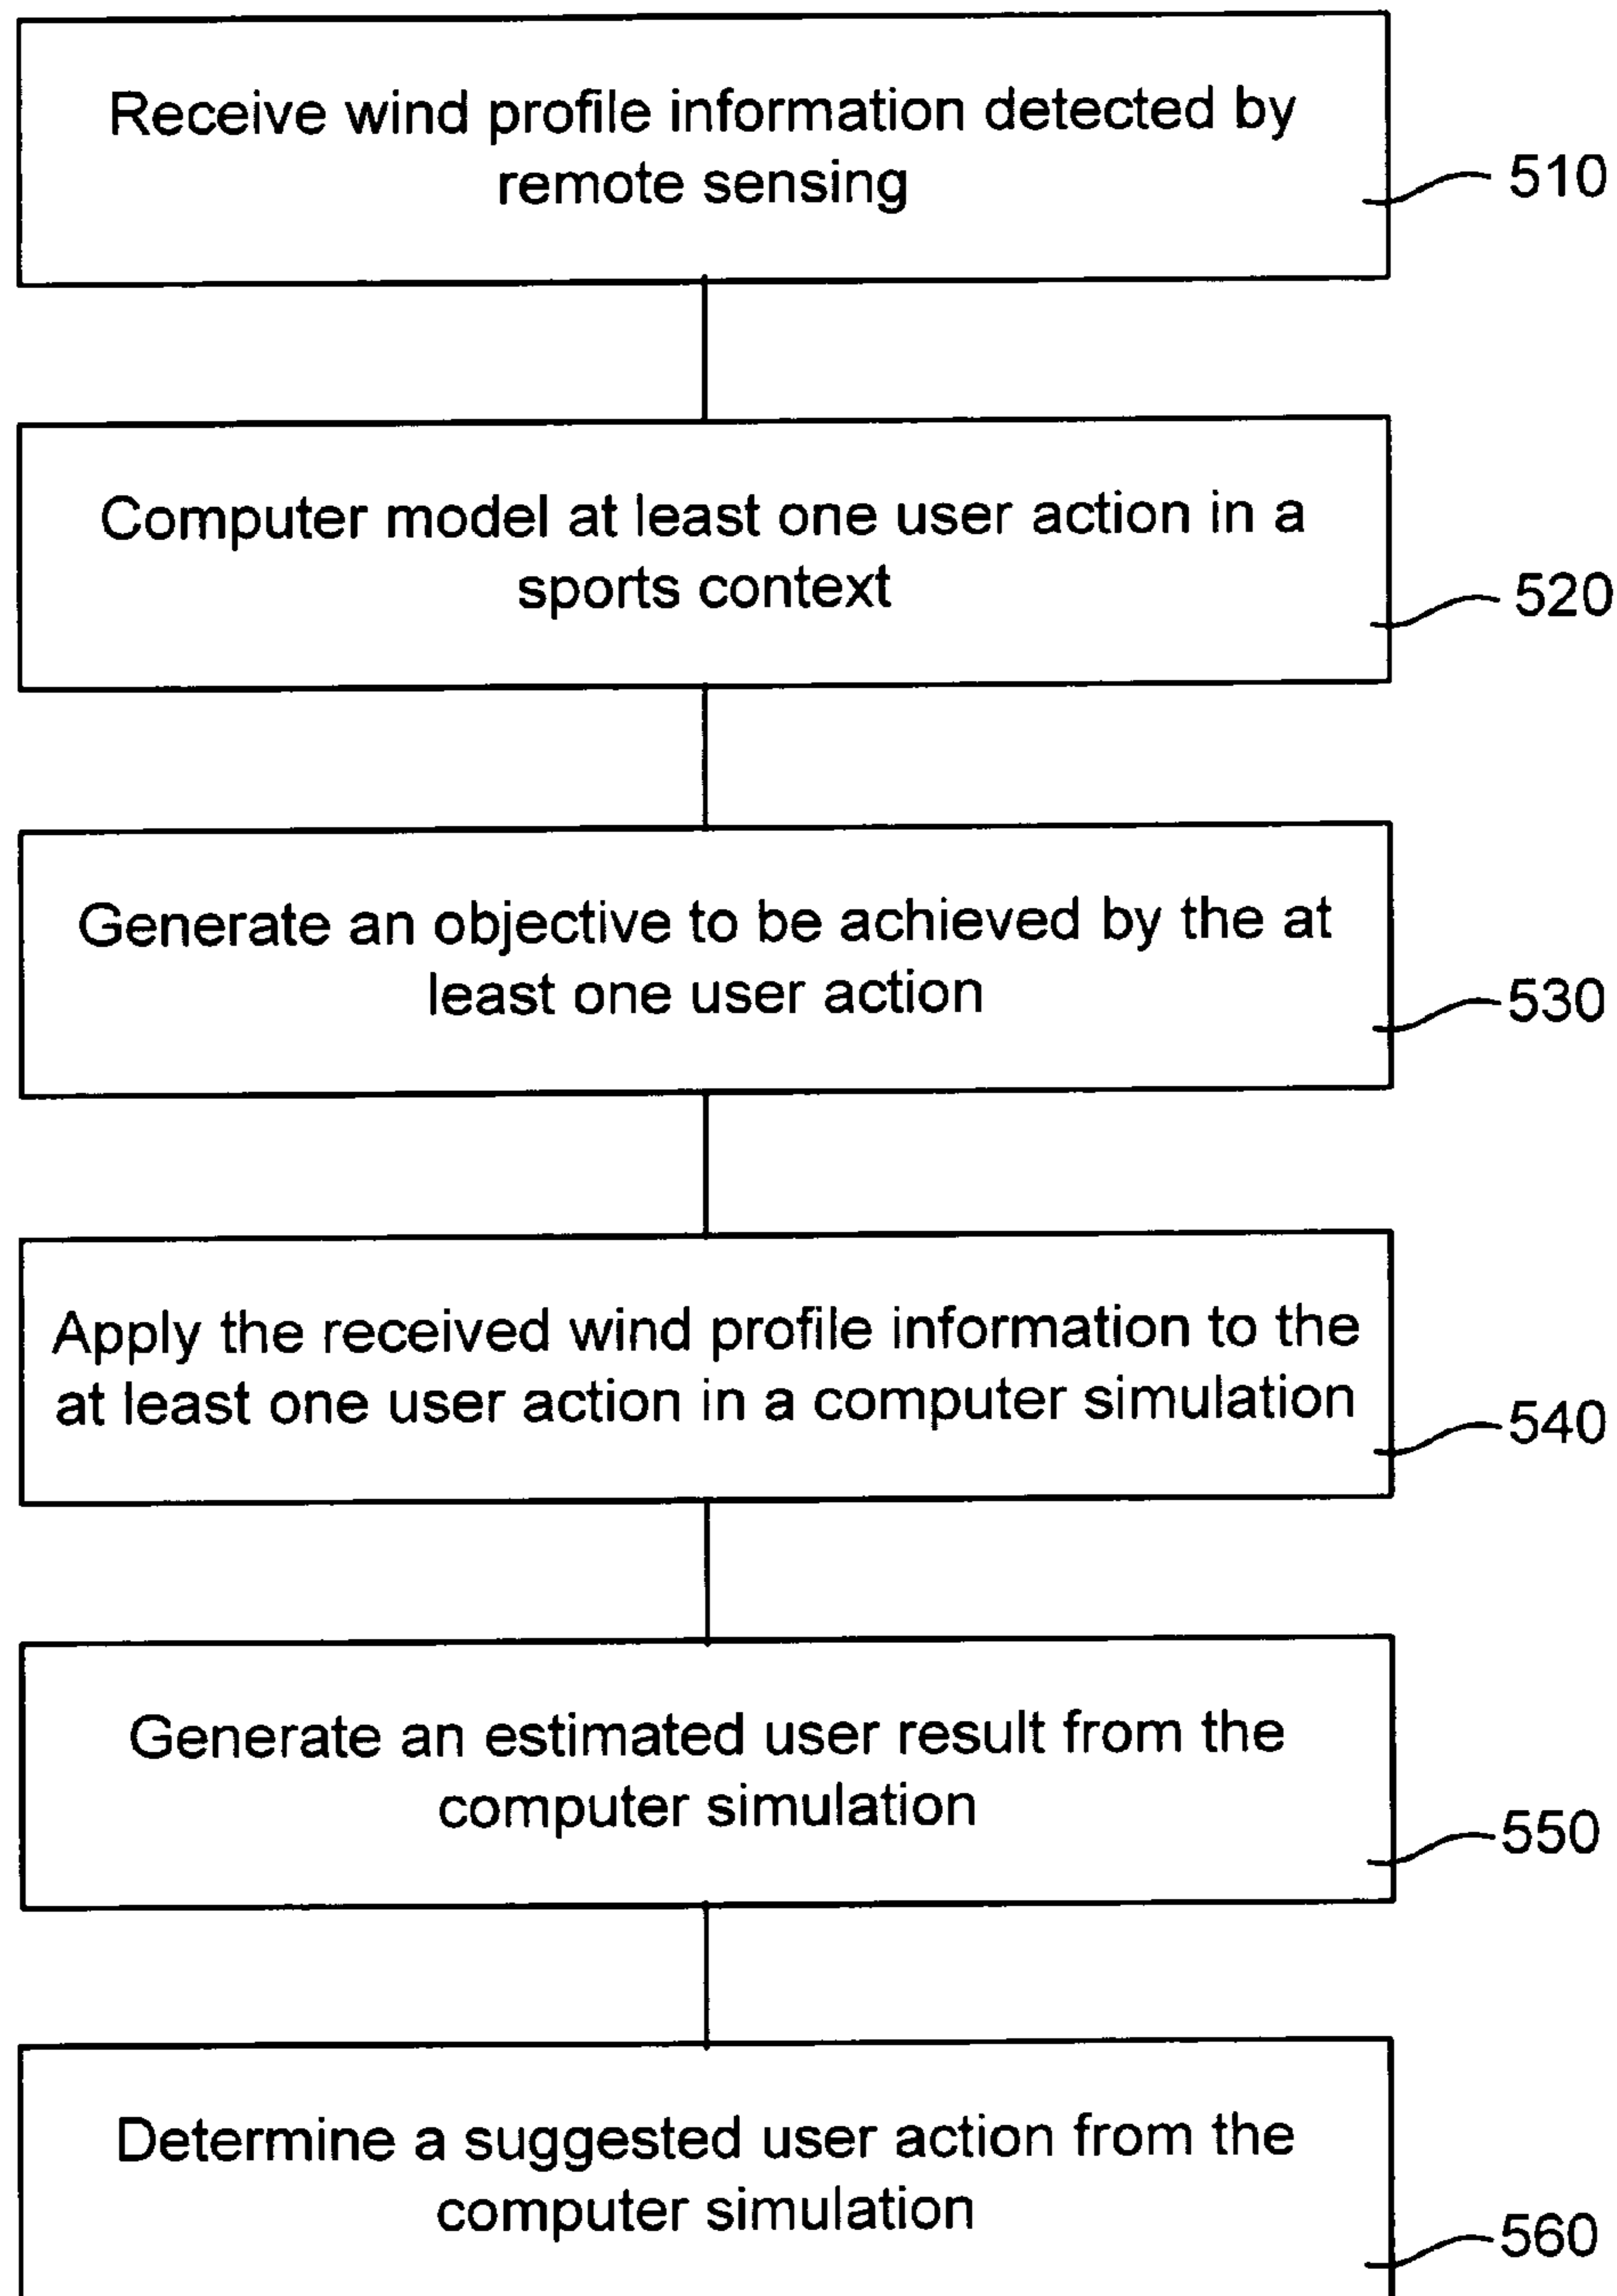 Receive wind profile information detected by
remote sensing
510
Computer model at least one user action in a
sports context
520
Generate an objective to be achieved by the at
least one user action
530
Apply the received wind profile information to the
at least one user action in a computer simulation
540
Generate an estimated user result from the
computer simulation
550
Determine a suggested user action from the
computer simulation
560